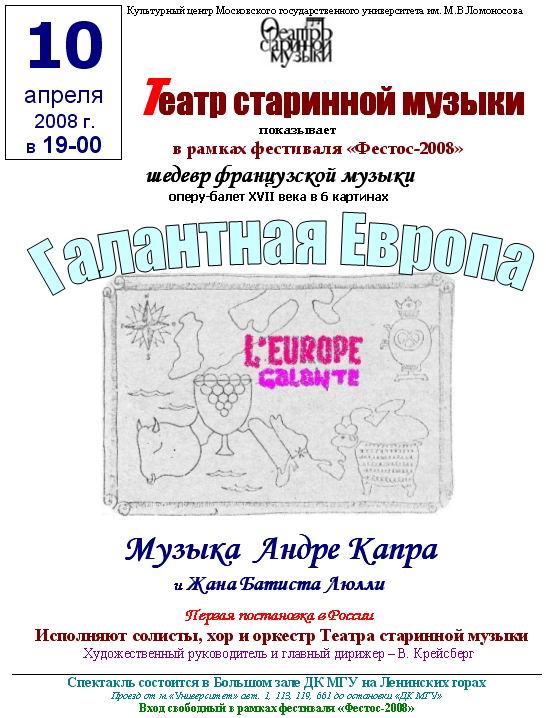 Культурный центр Московского государственного университета им. М.В.Ломоносова
10
апреля
2008 г.
в 19-00
Театръ
старинной
музыки
Театр старинной музыки
показывает
в рамках фестиваля «Фестос-2008»
шедевр французской музыки
оперу-балет XVII века в 6 картинах
Галантная Европа
L'EUROPE
GALANTE
Музыка Андре Капра
и Жана Батиста Люлли
Первая постановка в России
Исполняют солисты, хор и оркестр Театра старинной музыки
Художественный руководитель и главный дирижер – В. Крейсберг
Спектакль состоится в Большом зале ДК МГУ на Ленинских горах
Проезд от м.«Университет» авт. 1, 113, 119, 661 до остановки «ДК МГУ»
Вход свободный в рамках фестиваля «Фестос-2008»